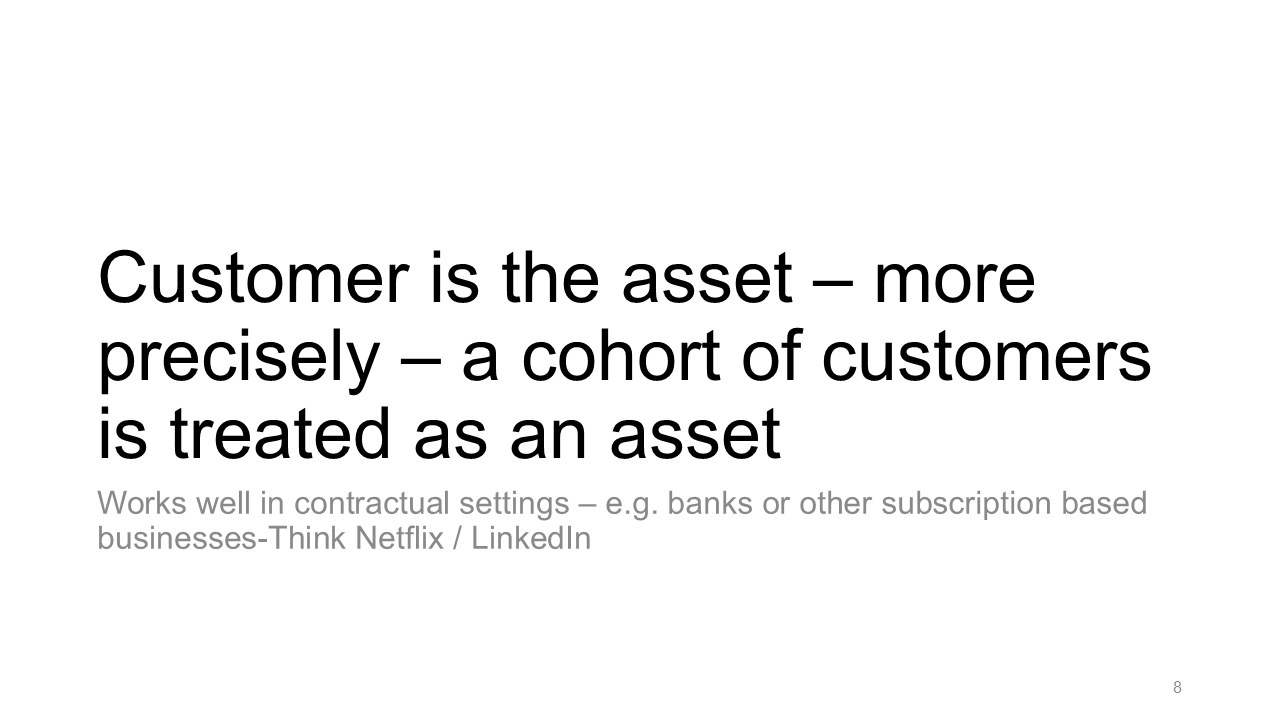 Customer is the asset – more
precisely – a cohort of customers
is treated as an asset
Works well in contractual settings – e.g. banks or other subscription based
businesses-Think Netflix / LinkedIn
8